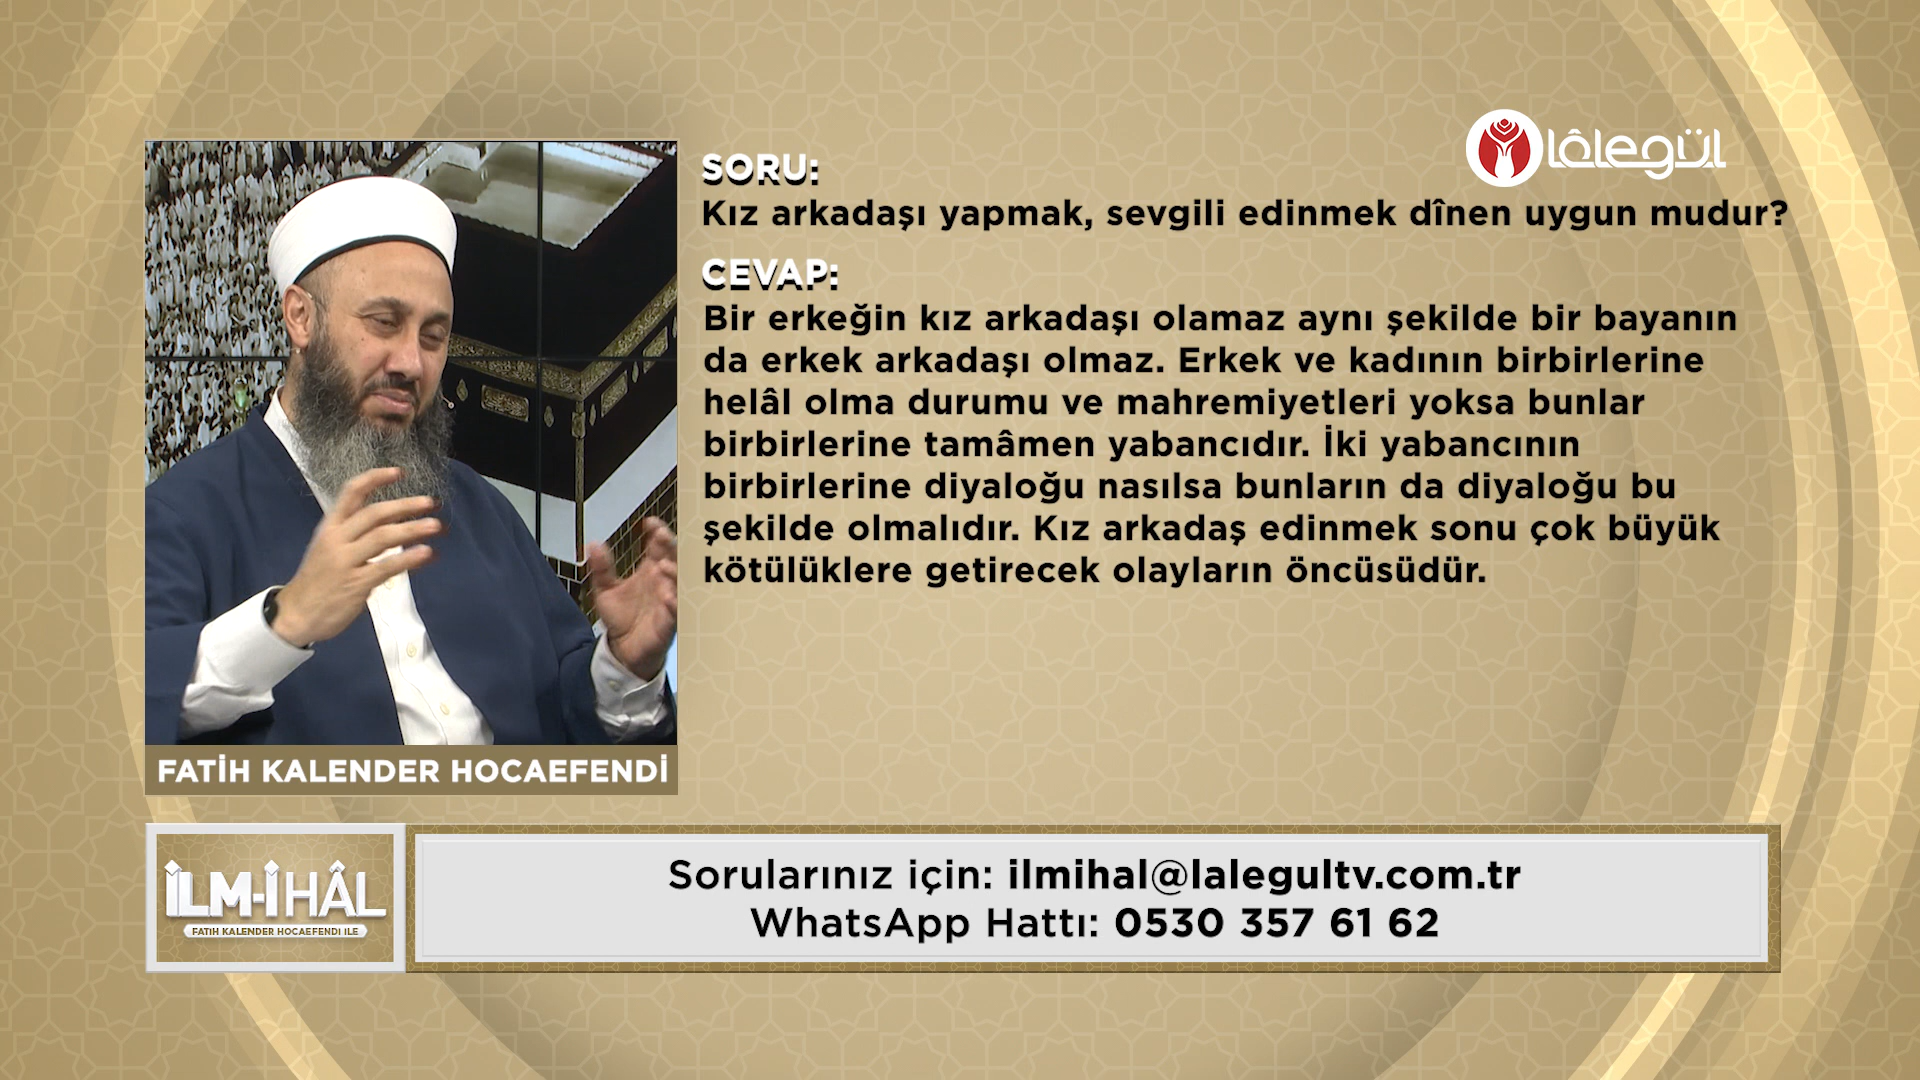 lâlegül
SORU:
Kız arkadaşı yapmak, sevgili edinmek dînen uygun mudur?
CEVAP:
Bir erkeğin kız arkadaşı olamaz aynı şekilde bir bayanın
da erkek arkadaşı olmaz. Erkek ve kadının birbirlerine
helâl olma durumu ve mahremiyetleri yoksa bunlar
birbirlerine tamâmen yabancıdır. İki yabancının
birbirlerine diyaloğu nasılsa bunların da diyaloğu bu
şekilde olmalıdır. Kız arkadaş edinmek sonu çok büyük
kötülüklere getirecek olayların öncüsüdür.
FATİH KALENDER HOCAEFENDİ
İLM-İHÂL
FATIH KALENDER HOCAEFENDI ILE
Sorularınız için: ilmihal@lalegultv.com.tr
WhatsApp Hattı: 0530 357 61 62